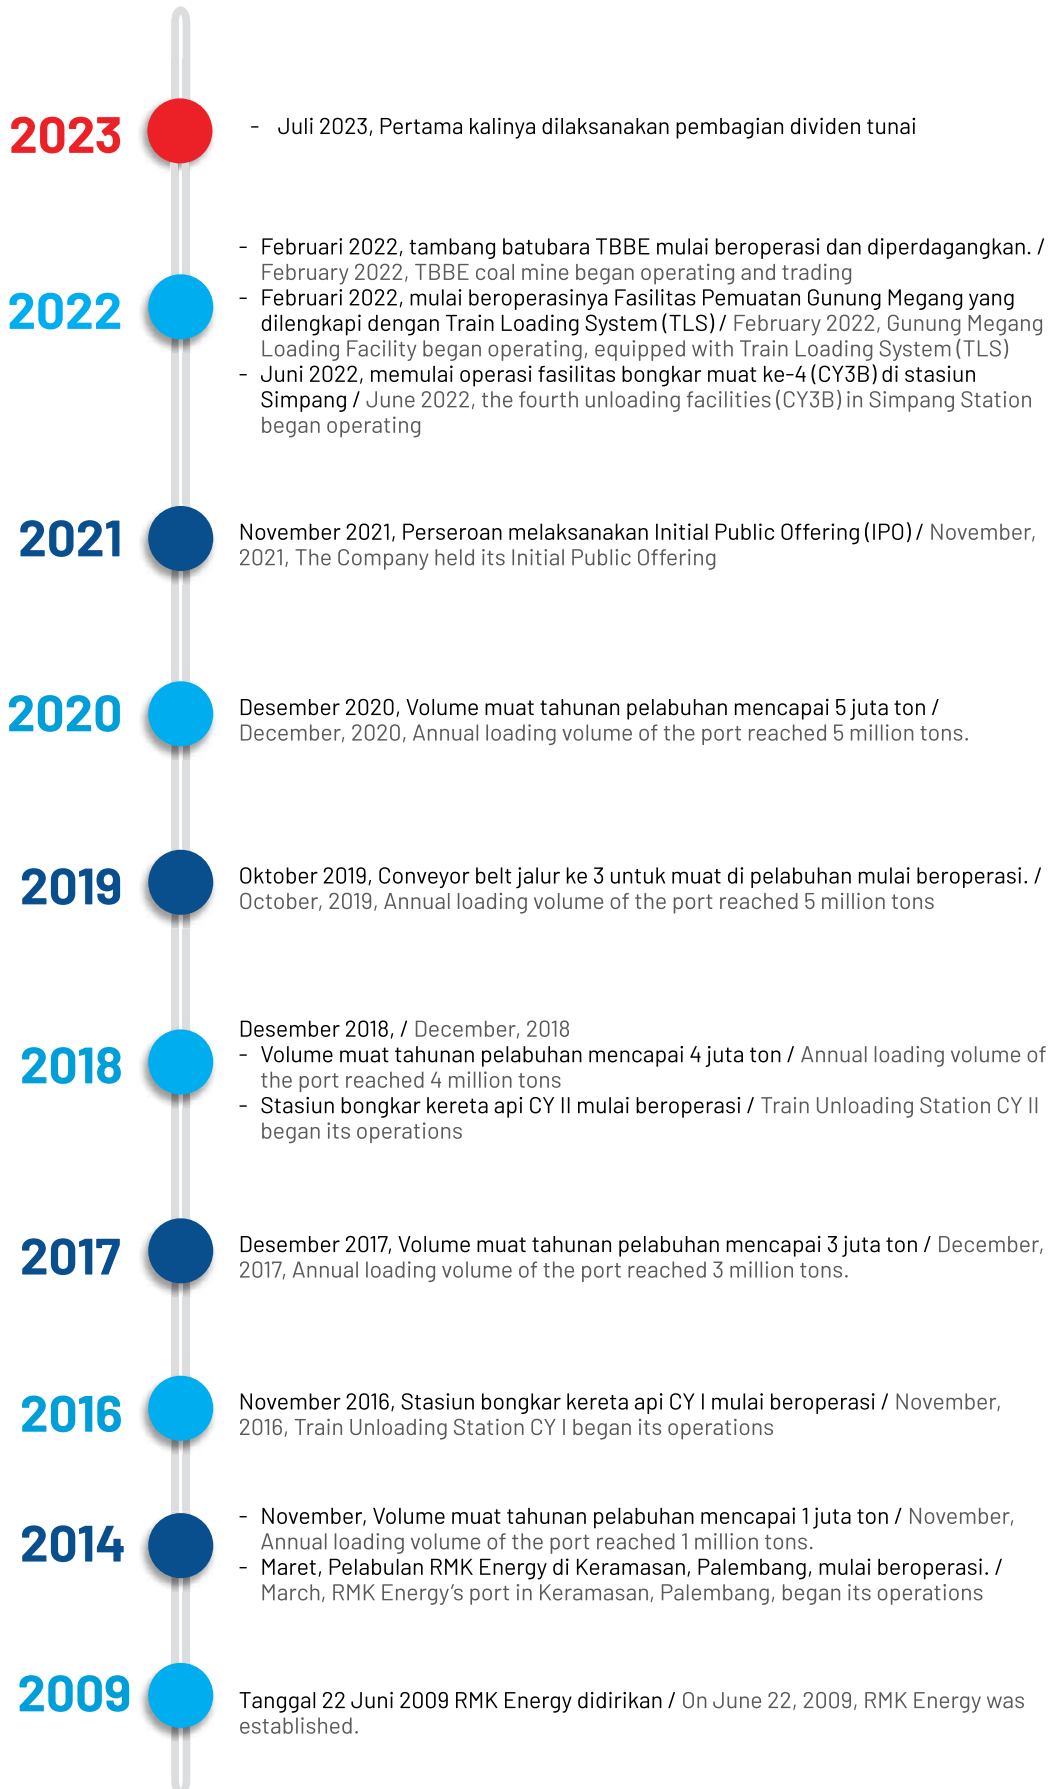 2023
- Juli 2023, Pertama kalinya dilaksanakan pembagian dividen tunai
2022
- Februari 2022, tambang batubara TBBE mulai beroperasi dan diperdagangkan. /
February 2022, TBBE coal mine began operating and trading
- Februari 2022, mulai beroperasinya Fasilitas Pemuatan Gunung Megang yang
dilengkapi dengan Train Loading System (TLS) / February 2022, Gunung Megang
Loading Facility began operating, equipped with Train Loading System (TLS)
- Juni 2022, memulai operasi fasilitas bongkar muat ke-4 (CY3B) di stasiun
Simpang / June 2022, the fourth unloading facilities (CY3B) in Simpang Station
began operating
2021
November 2021, Perseroan melaksanakan Initial Public Offering (IPO) / November,
2021, The Company held its Initial Public Offering
2020
Desember 2020, Volume muat tahunan pelabuhan mencapai 5 juta ton /
December, 2020, Annual loading volume of the port reached 5 million tons.
2019
Oktober 2019, Conveyor belt jalur ke 3 untuk muat di pelabuhan mulai beroperasi. /
October, 2019, Annual loading volume of the port reached 5 million tons
2018
Desember 2018, / December, 2018
- Volume muat tahunan pelabuhan mencapai 4 juta ton / Annual loading volume of
the port reached 4 million tons
- Stasiun bongkar kereta api CY II mulai beroperasi / Train Unloading Station CY II
began its operations
2017
Desember 2017, Volume muat tahunan pelabuhan mencapai 3 juta ton / December,
2017, Annual loading volume of the port reached 3 million tons.
2016
November 2016, Stasiun bongkar kereta api CY I mulai beroperasi / November,
2016, Train Unloading Station CY I began its operations
2014
- November, Volume muat tahunan pelabuhan mencapai 1 juta ton / November,
Annual loading volume of the port reached 1 million tons.
- Maret, Pelabulan RMK Energy di Keramasan, Palembang, mulai beroperasi. /
March, RMK Energy's port in Keramasan, Palembang, began its operations
2009
Tanggal 22 Juni 2009 RMK Energy didirikan / On June 22, 2009, RMK Energy was
established.